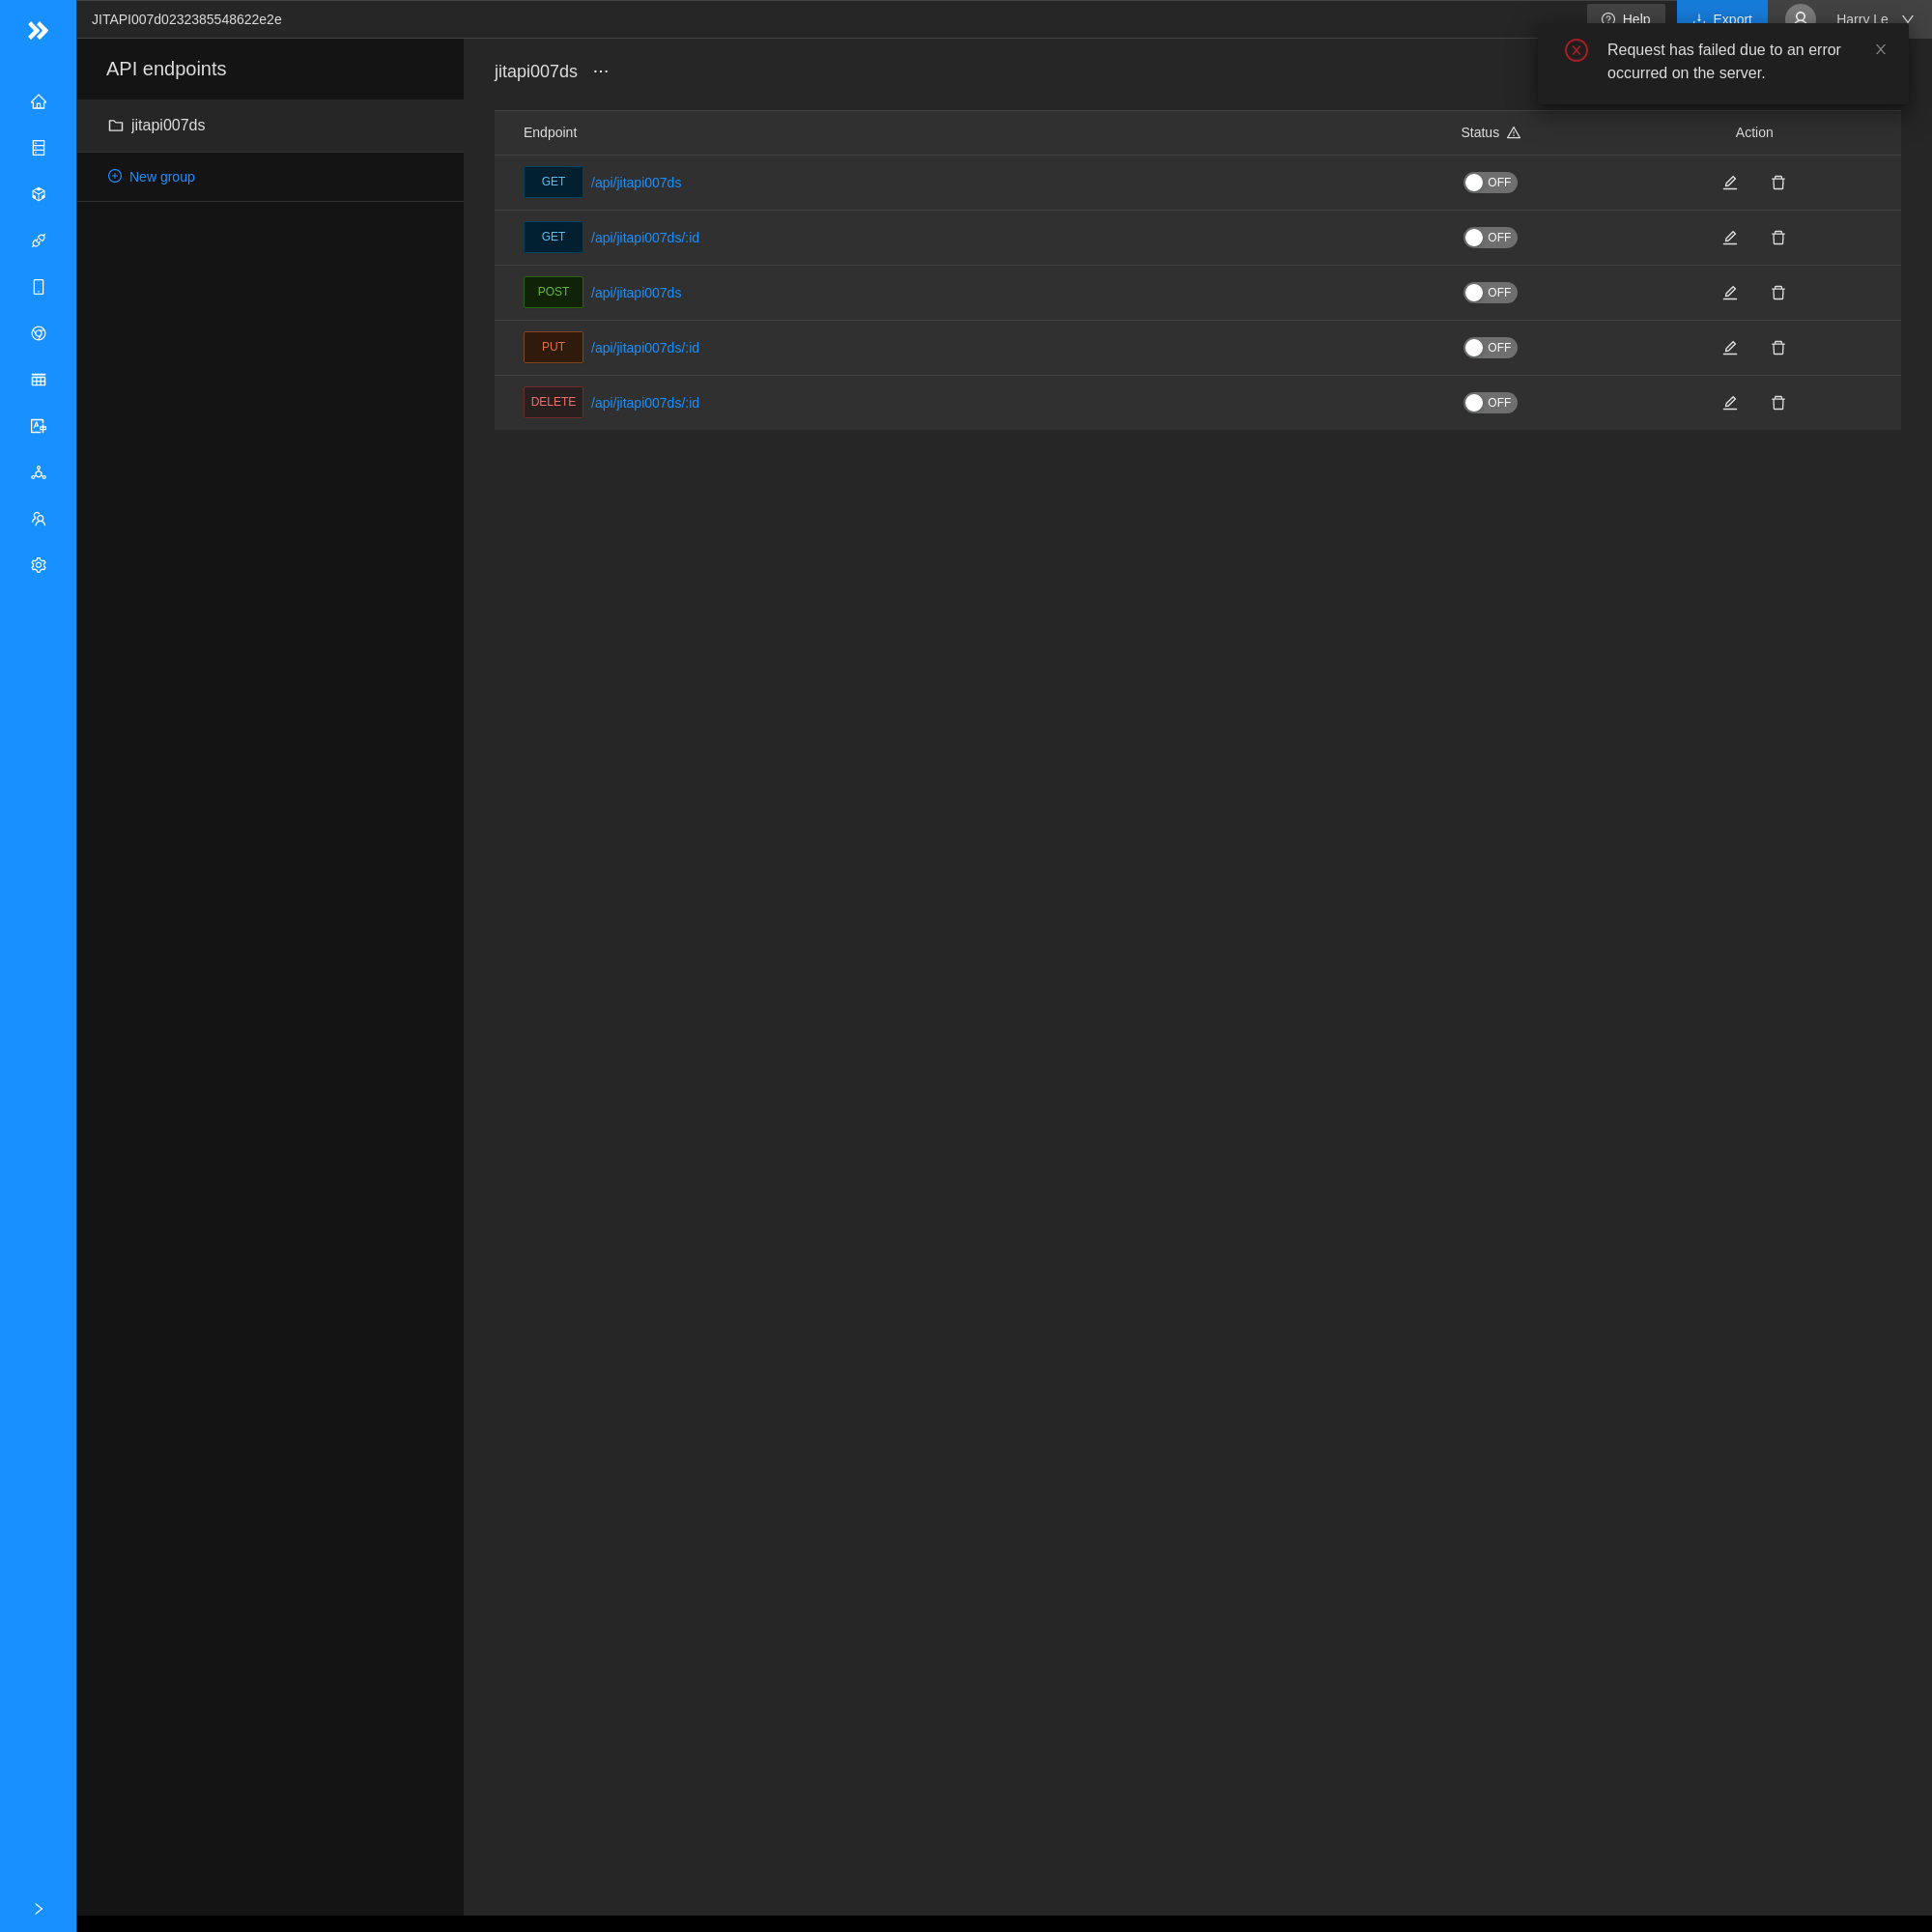 JITAPI007d0232385548622e2e
Help
Export
Harry Le
Request has failed due to an error
occurred on the server.
API endpoints
jitapi007ds
New group
jitapi007ds
Endpoint
Status
Action
GET /api/jitapi007ds OFF
GET /api/jitapi007ds/:id OFF
POST /api/jitapi007ds OFF
PUT /api/jitapi007ds/:id OFF
DELETE /api/jitapi007ds/:id OFF